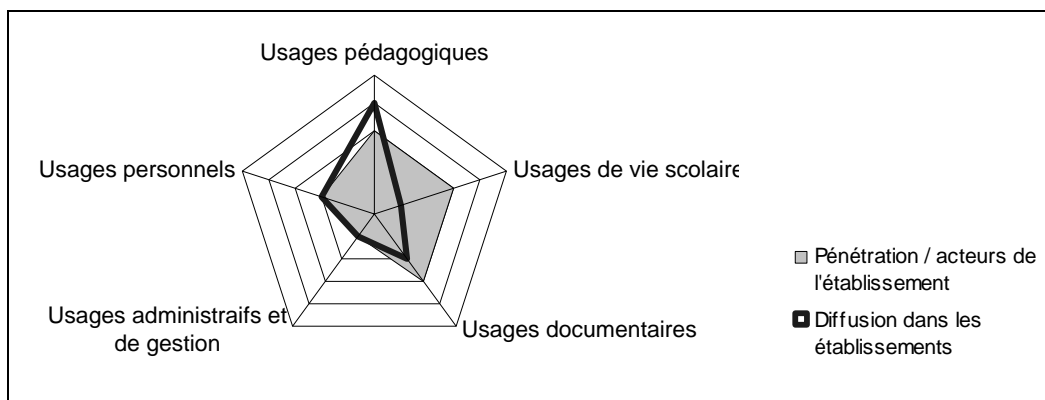 Usages pédagogiques
Usages personnels
Usages de vie scolaire
Usages administraifs et
de gestion
Usages documentaires
Pénétration / acteurs de
l'établissement
Diffusion dans les
établissements